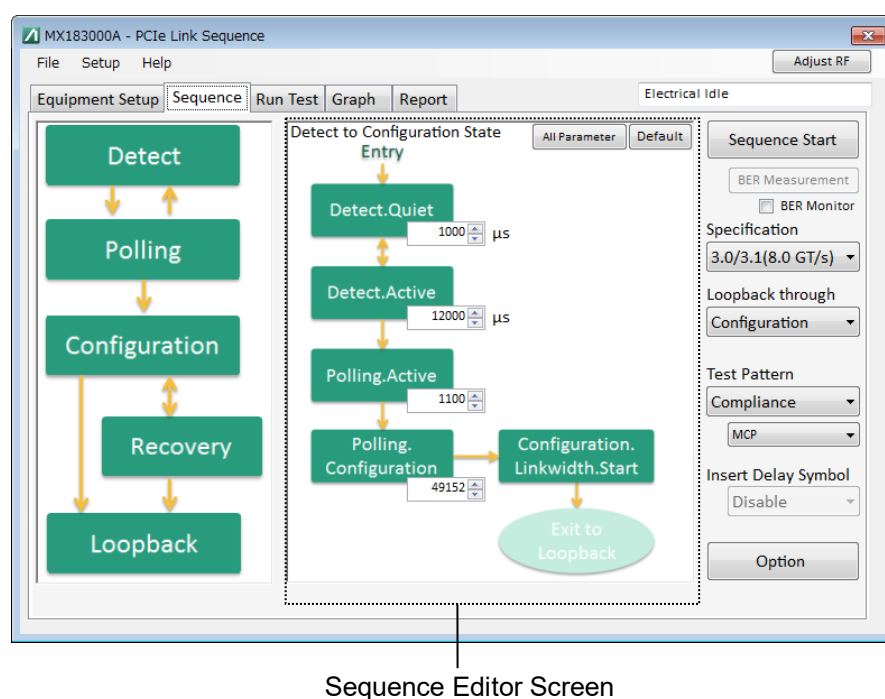 MX183000A - PCIe Link Sequence
File Setup Help
Adjust RF
Equipment Setup Sequence Run Test Graph Report
Electrical Idle
Detect
Polling
Configuration
Recovery
Loopback
Detect to Configuration State
All Parameter Default
Entry
Detect.Quiet
1000 µs
Detect.Active
12000 µs
Polling.Active
1100
Polling.
Configuration
49152
Configuration.
Linkwidth.Start
Exit to
Loopback
Sequence Start
BER Measurement
BER Monitor
Specification
3.0/3.1(8.0 GT/s)
Loopback through
Configuration
Test Pattern
Compliance
MCP
Insert Delay Symbol
Disable
Option
Sequence Editor Screen